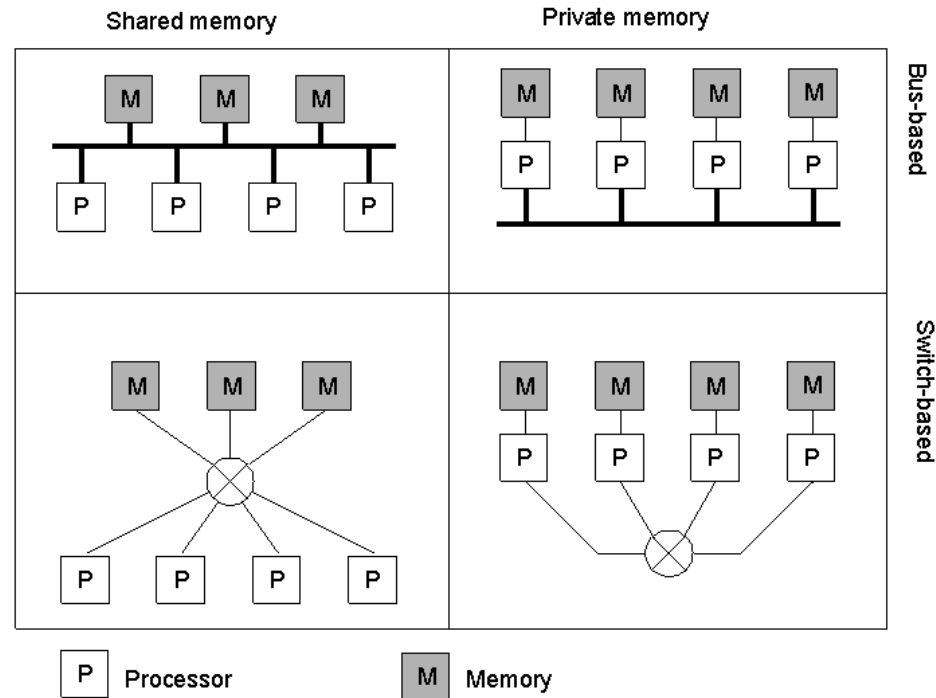 Shared memory
Private memory
M M M
P P P P
M M M M
P P P P
Bus-based
M M M
P P P P
M M M M
P P P P
Switch-based
P Processor
M Memory